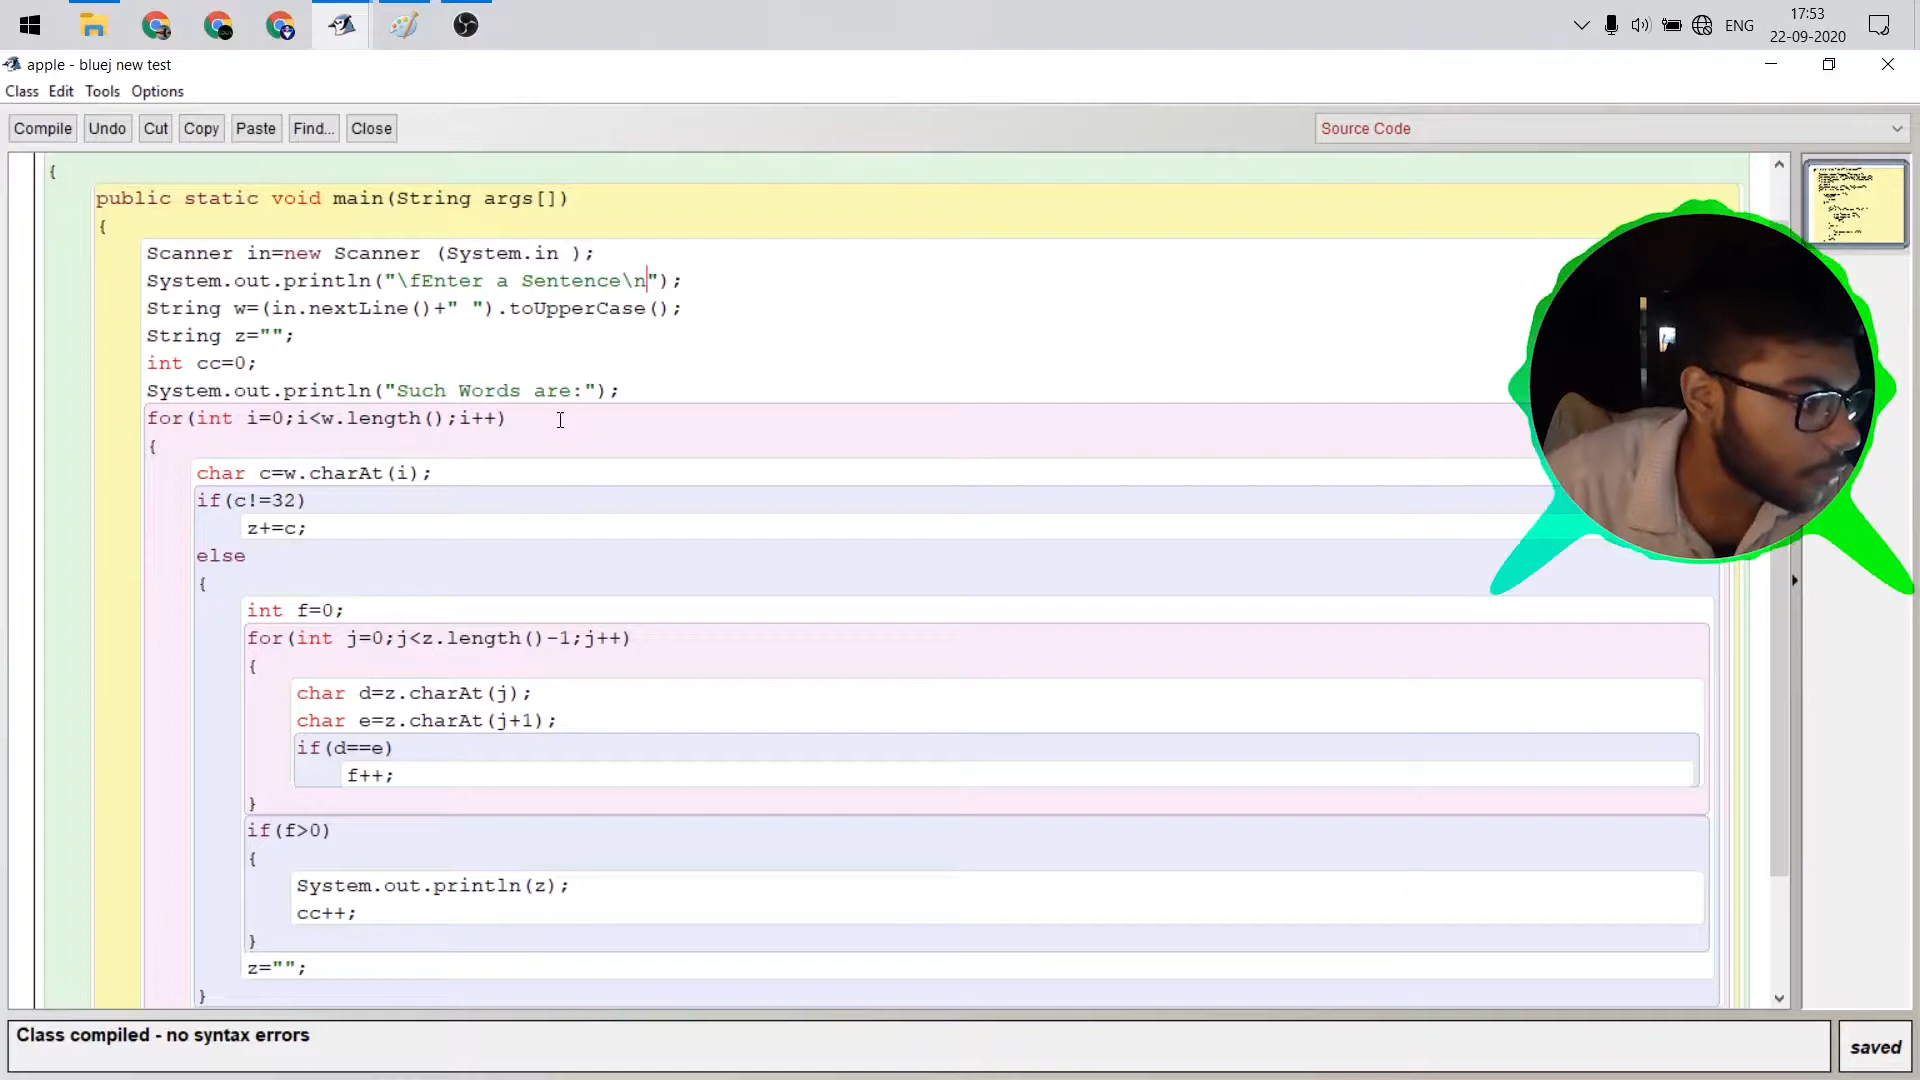 17:53
ENG
22-09-2020
apple - bluej new test
Class Edit Tools Options
Compile Undo Cut Copy Paste Find... Close
Source Code
{
public static void main(String args[])
{
Scanner in=new Scanner (System.in );
System.out.println("\fEnter a Sentence\n");
String w=(in.nextLine()+" ").toUpperCase();
String z="";
int cc=0;
System.out.println("Such Words are:");
for(int i=0;i<w.length();i++)
{
char c=w.charAt(i);
if(c!=32)
z+=c;
else
{
int f=0;
for(int j=0;j<z.length()-1;j++)
{
char d=z.charAt(j);
char e=z.charAt(j+1);
if(d==e)
f++;
}
if(f>0)
{
System.out.println(z);
cc++;
}
z="";
}
Class compiled - no syntax errors
saved